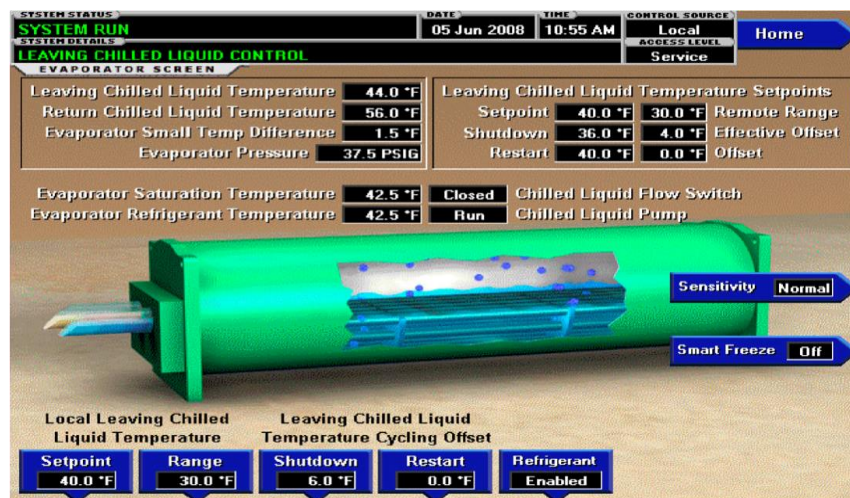 SYSTEM STATUS
SYSTEM RUN
DATE
05 Jun 2008
TIME
10:55 AM
CONTROL SOURCE
Local
Home
SYSTEM DETAILS
LEAVING CHILLED LIQUID CONTROL
ACCESS LEVEL
Service
EVAPORATOR SCREEN
Leaving Chilled Liquid Temperature 44.0 °F
Return Chilled Liquid Temperature 56.0 °F
Evaporator Small Temp Difference 1.5 °F
Evaporator Pressure 37.5 PSIG
Leaving Chilled Liquid Temperature Setpoints
Setpoint 40.0 °F 30.0 °F Remote Range
Shutdown 36.0 °F 4.0 °F Effective Offset
Restart 40.0 °F 0.0 °F Offset
Evaporator Saturation Temperature 42.5 °F Closed Chilled Liquid Flow Switch
Evaporator Refrigerant Temperature 42.5 °F Run Chilled Liquid Pump
Sensitivity Normal
Smart Freeze Off
Local Leaving Chilled
Liquid Temperature
Leaving Chilled Liquid
Temperature Cycling Offset
Setpoint
40.0 °F
Range
30.0 °F
Shutdown
6.0 °F
Restart
0.0 °F
Refrigerant
Enabled